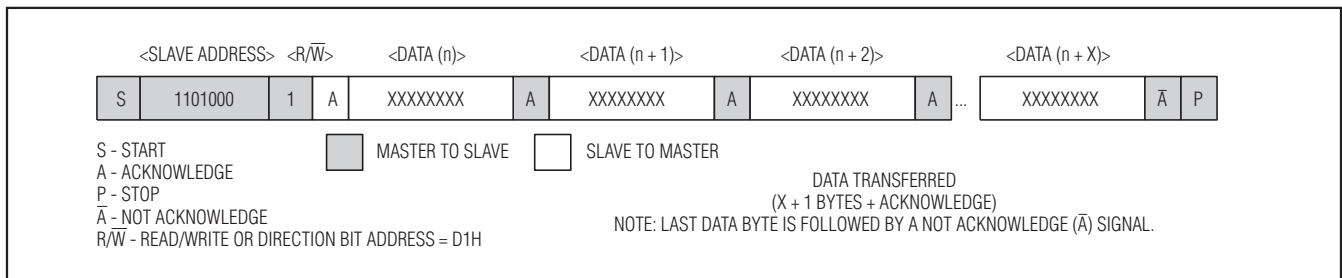 <SLAVE ADDRESS> <R/W̅> <DATA (n)> <DATA (n + 1)> <DATA (n + 2)> <DATA (n + X)>
S 1101000 1 A XXXXXXXX A XXXXXXXX A XXXXXXXX A ... XXXXXXXX A̅ P
S - START
A - ACKNOWLEDGE
P - STOP
A̅ - NOT ACKNOWLEDGE
R/W̅ - READ/WRITE OR DIRECTION BIT ADDRESS = D1H
MASTER TO SLAVE
SLAVE TO MASTER
DATA TRANSFERRED
(X + 1 BYTES + ACKNOWLEDGE)
NOTE: LAST DATA BYTE IS FOLLOWED BY A NOT ACKNOWLEDGE (A̅) SIGNAL.